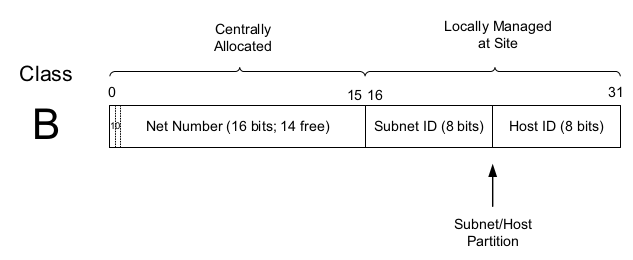 Centrally
Allocated
Locally Managed
at Site
Class
0
15 16
31
B
10
Net Number (16 bits; 14 free)
Subnet ID (8 bits)
Host ID (8 bits)
Subnet/Host
Partition